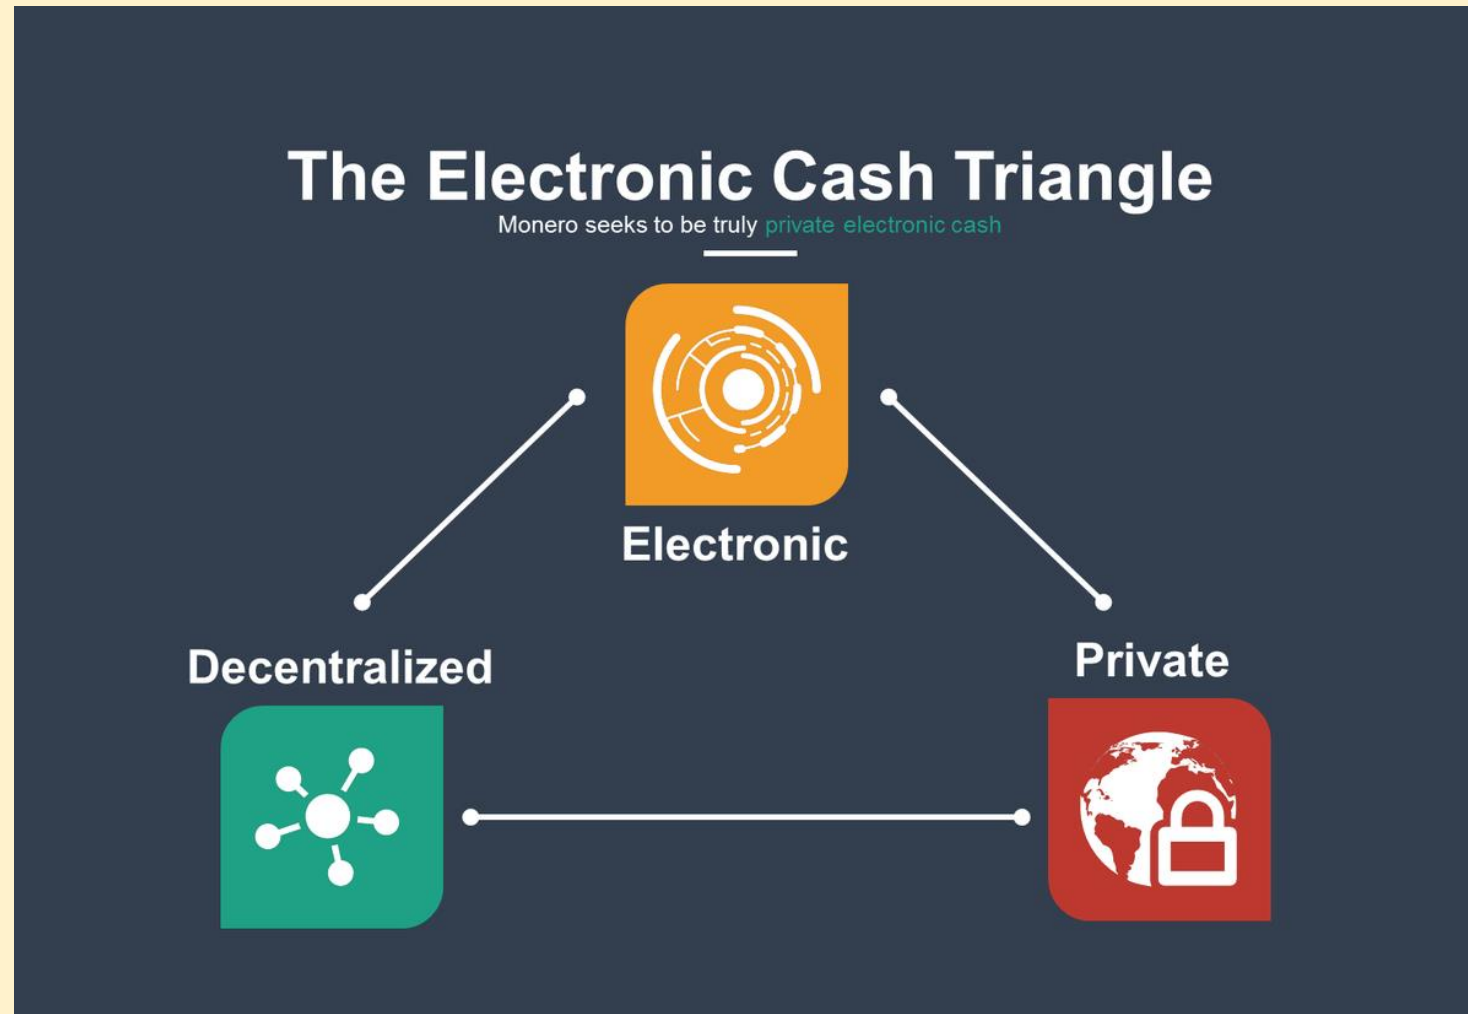 The Electronic Cash Triangle
Monero seeks to be truly private electronic cash
Electronic
Decentralized
Private